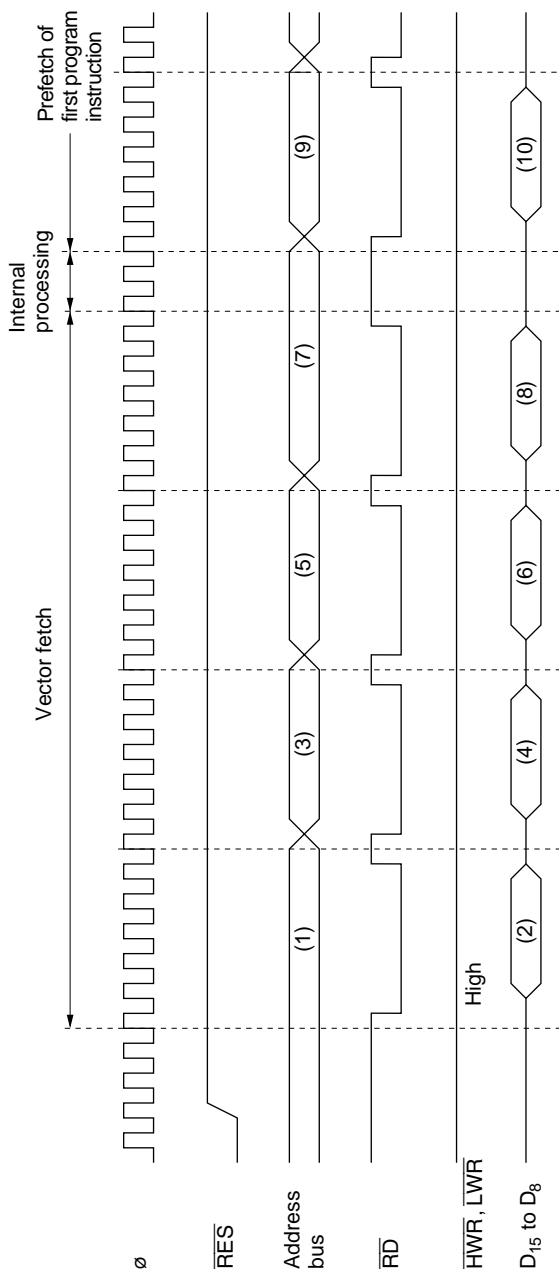 Vector fetch
Internal
processing
Prefetch of
first program
instruction
ø
RES
Address
bus
(1)
(3)
(5)
(7)
(9)
RD
HWR, LWR
High
D15 to D8
(2)
(4)
(6)
(8)
(10)